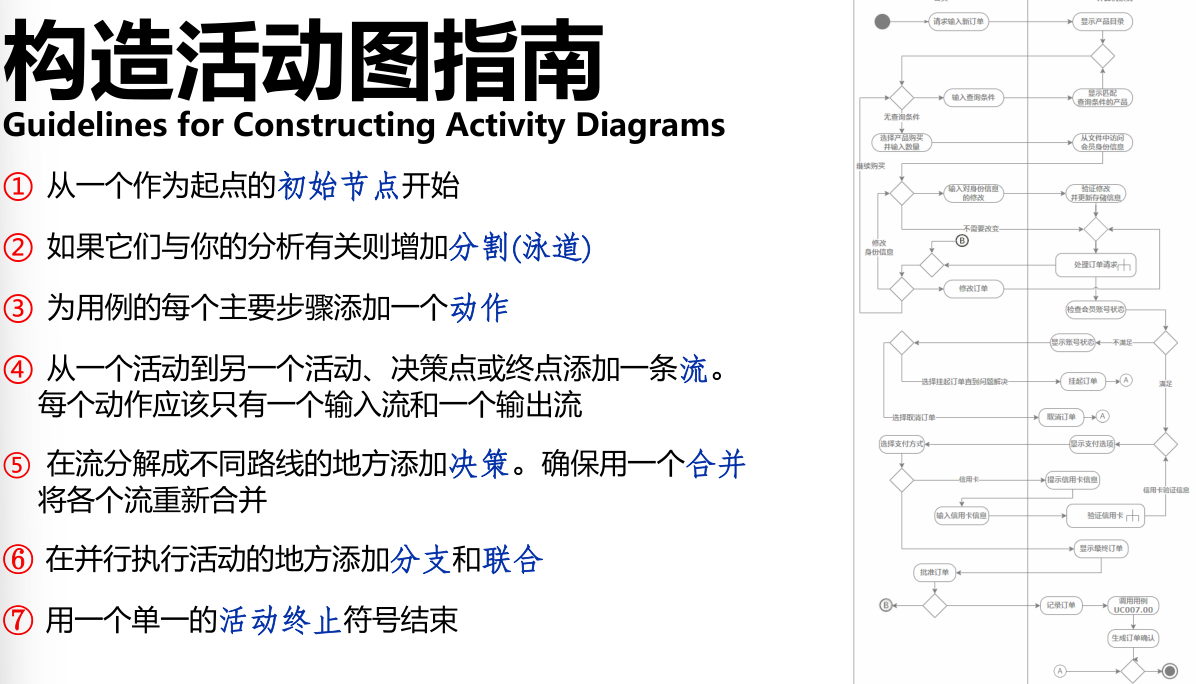 构造活动图指南
Guidelines for Constructing Activity Diagrams
① 从一个作为起点的初始节点开始
② 如果它们与你的分析有关则增加分割(泳道)
③ 为用例的每个主要步骤添加一个动作
④ 从一个活动到另一个活动、决策点或终点添加一条流。
每个动作应该只有一个输入流和一个输出流
⑤ 在流分解成不同路线的地方添加决策。确保用一个合并
将各个流重新合并
⑥ 在并行执行活动的地方添加分支和联合
⑦ 用一个单一的活动终止符号结束
请求输入新订单
显示产品目录
输入查询条件
显示匹配
查询条件的产品
无查询条件
选择产品购买
并输入数量
从文件中访问
会员身份信息
继续购买
输入对身份信息
的修改
验证修改
并更新存储信息
不需要改变
B
修改
身份信息
处理订单请求
修改订单
检查会员账号状态
显示账号状态
不满足
选择挂起订单直到问题解决
挂起订单
A
满足
选择取消订单
取消订单
A
选择支付方式
显示支付选项
信用卡
提示信用卡信息
信用卡验证信息
输入信用卡信息
验证信用卡
显示最终订单
批准订单
B
记录订单
调用用例
UC007.00
生成订单确认
A